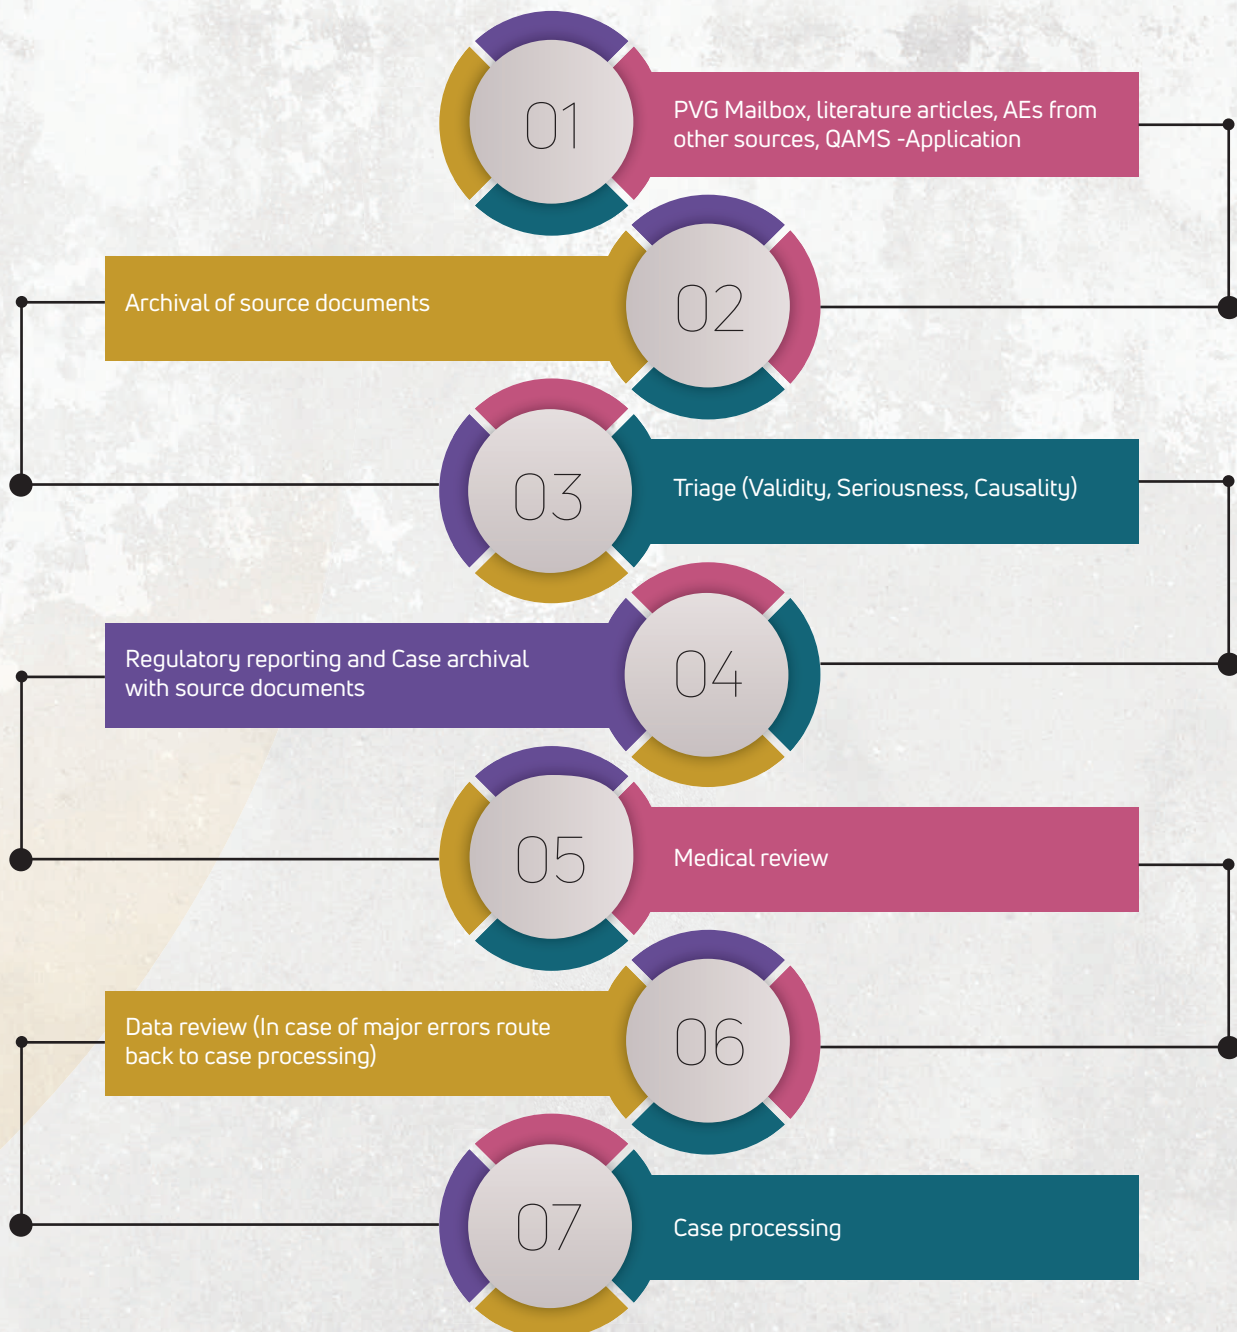 01
PVG Mailbox, literature articles, AEs from
other sources, QAMS -Application
02
Archival of source documents
03
Triage (Validity, Seriousness, Causality)
04
Regulatory reporting and Case archival
with source documents
05
Medical review
06
Data review (In case of major errors route
back to case processing)
07
Case processing